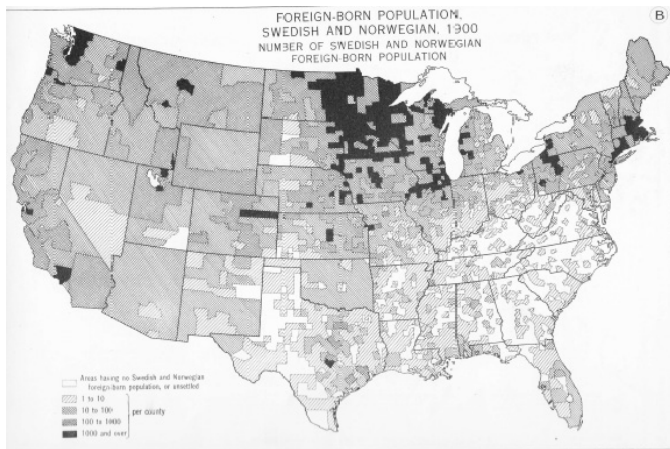 FOREIGN-BORN POPULATION,
SWEDISH AND NORWEGIAN, 1900
NUMBER OF SWEDISH AND NORWEGIAN
FOREIGN-BORN POPULATION
B
Areas having no Swedish and Norwegian
foreign-born population, or unsettled
1 to 10
10 to 100
100 to 1000
1000 and over
per county